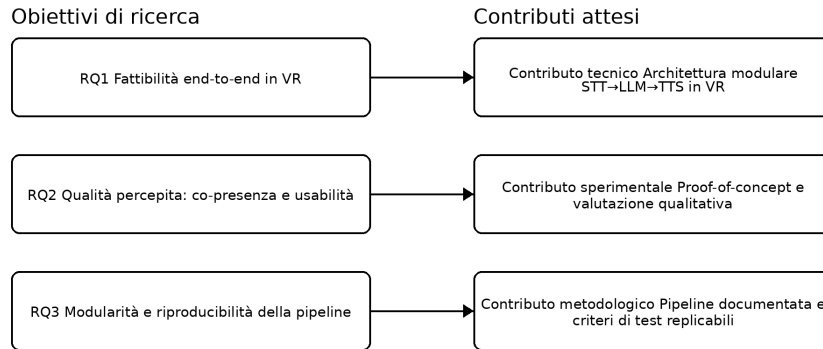 Obiettivi di ricerca
Contributi attesi
RQ1 Fattibilità end-to-end in VR
Contributo tecnico Architettura modulare
STT→LLM→TTS in VR
RQ2 Qualità percepita: co-presenza e usabilità
Contributo sperimentale Proof-of-concept e
valutazione qualitativa
RQ3 Modularità e riproducibilità della pipeline
Contributo metodologico Pipeline documentata e
criteri di test replicabili